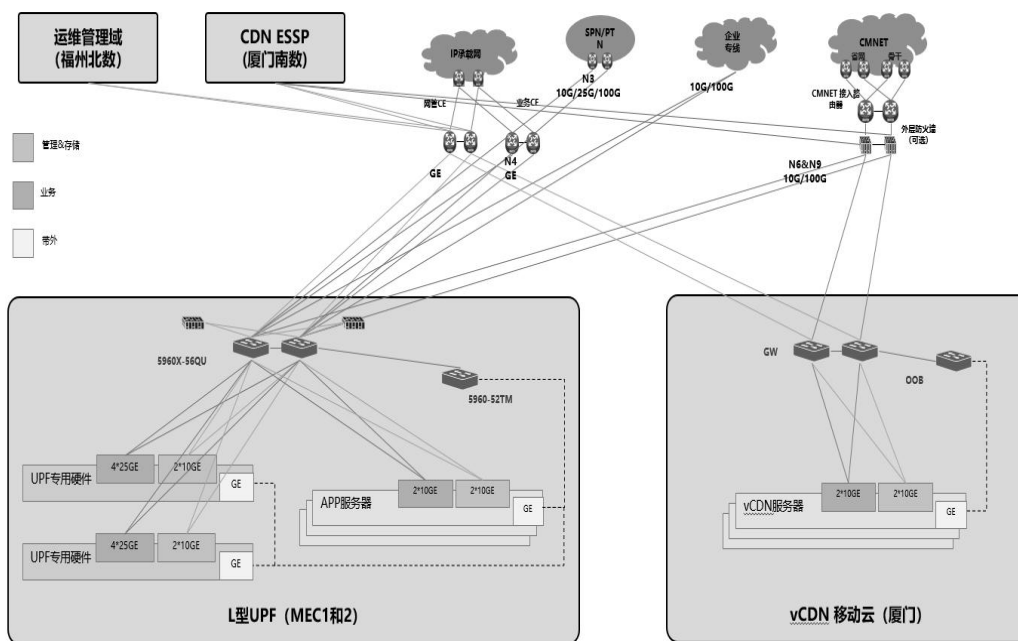 运维管理域
(福州北数)
CDN ESSP
(厦门南数)
IP承载网
SPN/PT
N
企业
专线
CMNET
省网
骨干
N3
10G/25G/100G
10G/100G
网管CE
业务CE
CMNET 接入路
由器
外层防火墙
(可选)
管理&存储
业务
带外
GE
N4
GE
N6&N9
10G/100G
5960X-56QU
5960-52TM
GW
OOB
UPF专用硬件
4*25GE
2*10GE
GE
APP服务器
2*10GE
2*10GE
GE
UPF专用硬件
4*25GE
2*10GE
GE
vCDN服务器
2*10GE
2*10GE
GE
L型UPF（MEC1和2）
vCDN 移动云（厦门）